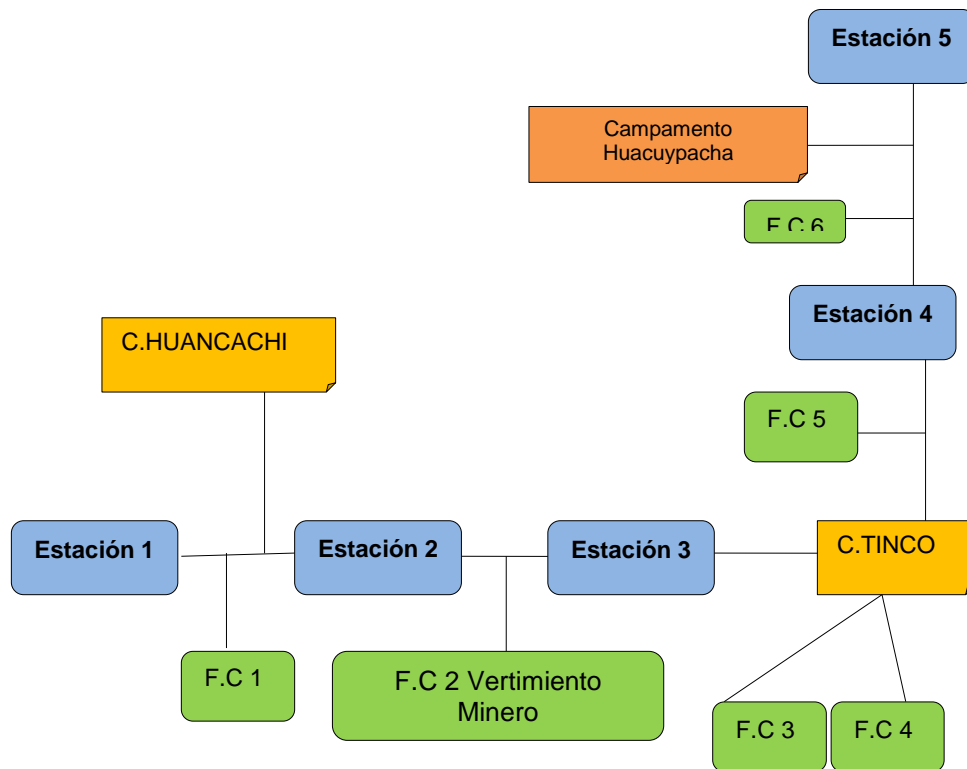 Estación 5
Campamento
Huacuypacha
F.C 6
Estación 4
C.HUANCACHI
F.C 5
Estación 1
Estación 2
Estación 3
C.TINCO
F.C 1
F.C 2 Vertimiento
Minero
F.C 3
F.C 4